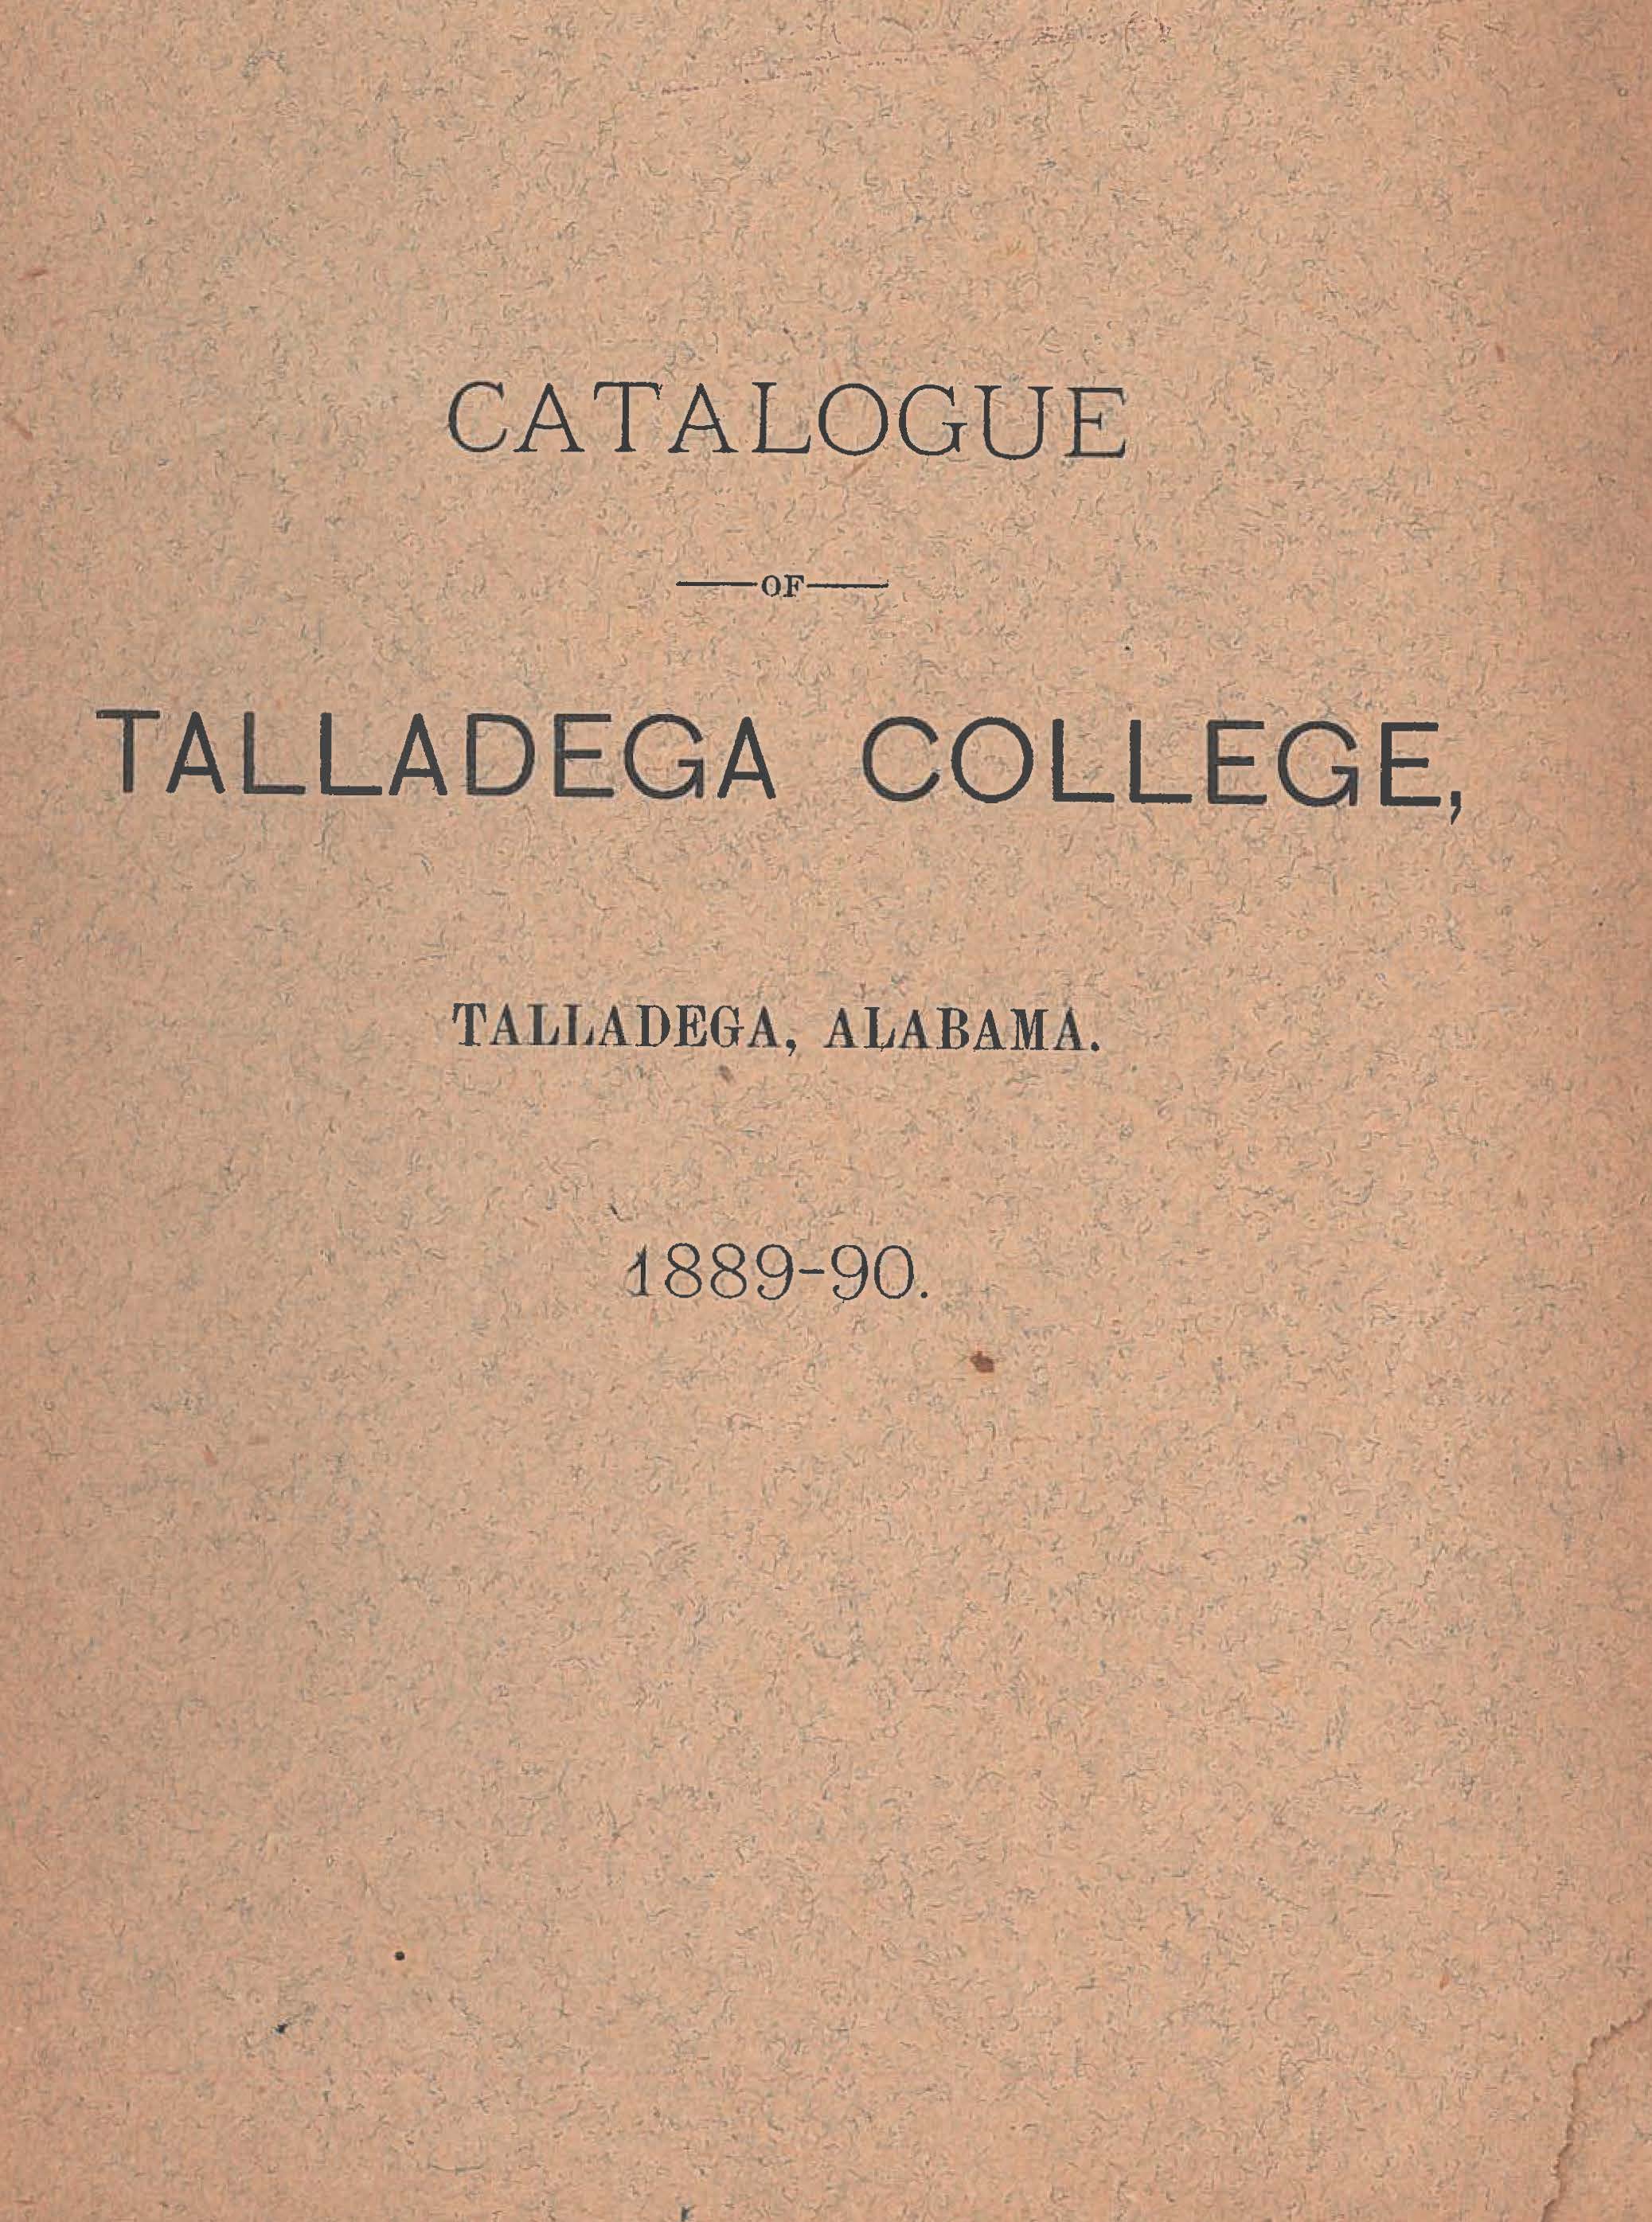 CATALOGUE
—OF—
TALLADEGA COLLEGE,
TALLADEGA, ALABAMA.
1889-90.